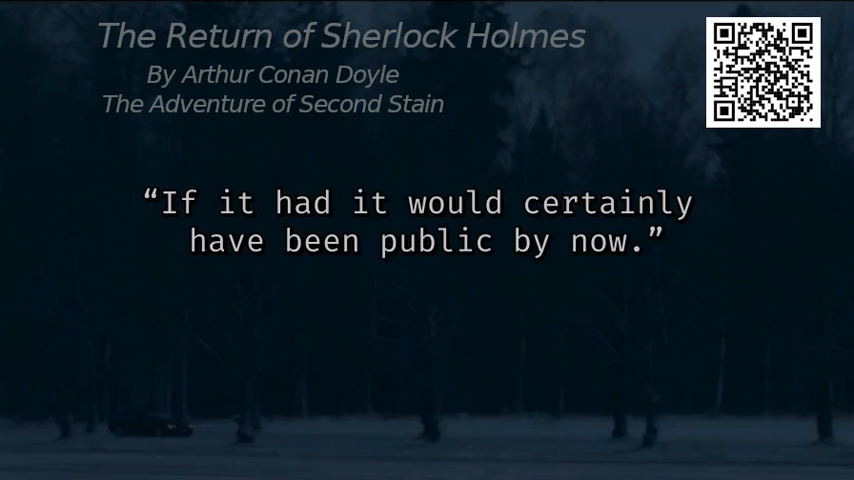 The Return of Sherlock Holmes
By Arthur Conan Doyle
The Adventure of Second Stain
“If it had it would certainly
have been public by now.”